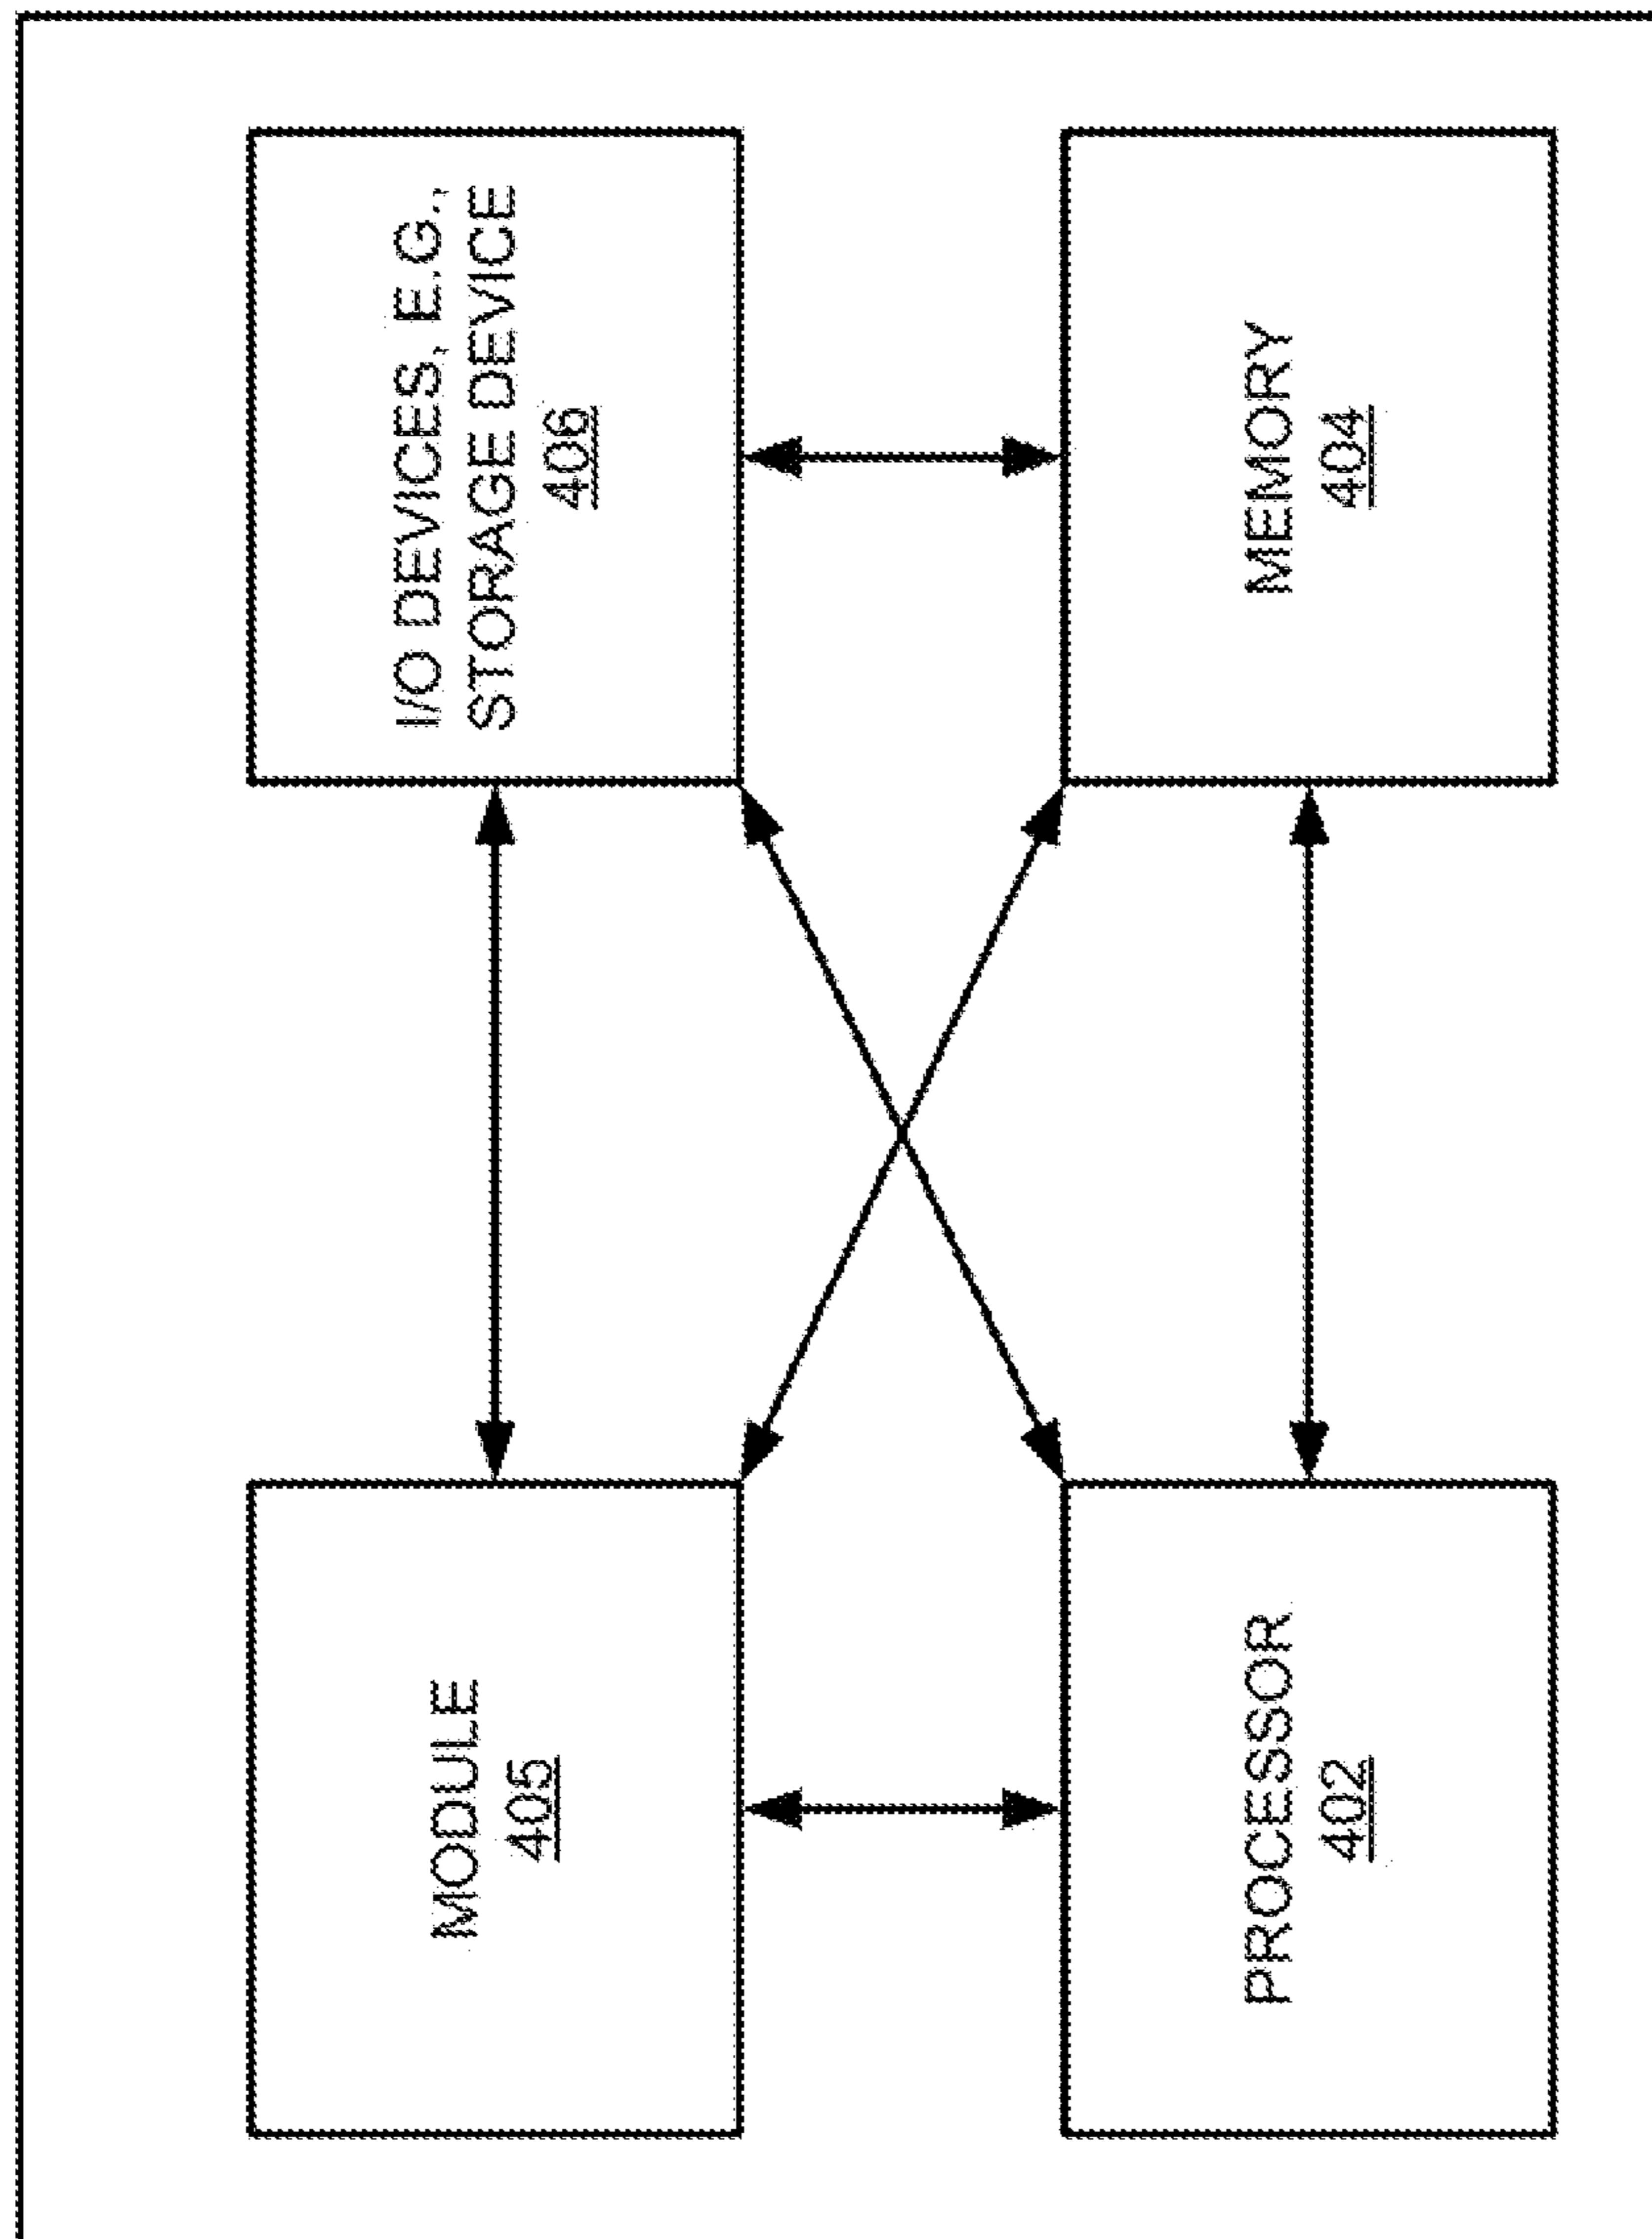 MODULE
405
I/O DEVICES, E.G.,
STORAGE DEVICE
406
PROCESSOR
402
MEMORY
404